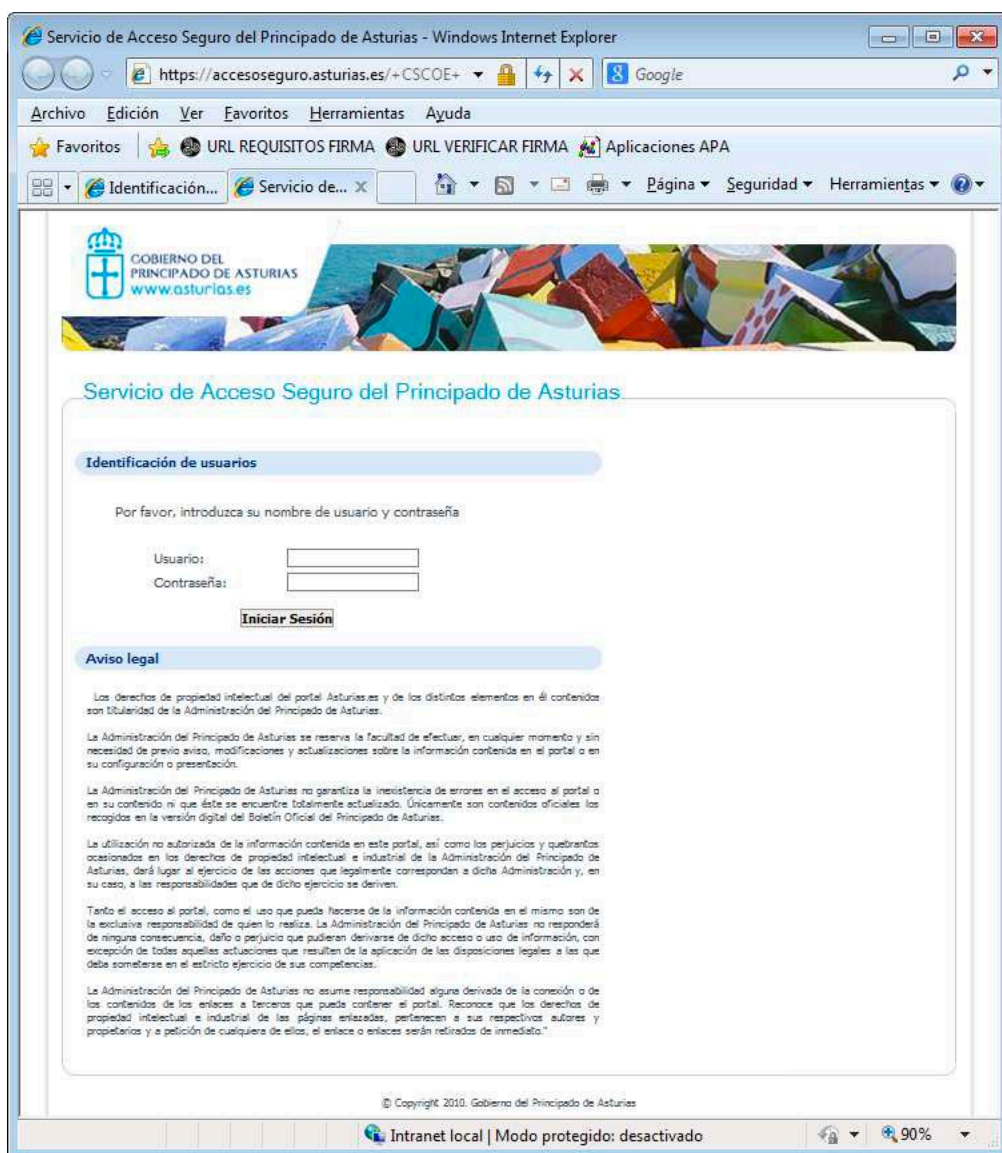 Servicio de Acceso Seguro del Principado de Asturias - Windows Internet Explorer
https://accesoseguro.asturias.es/+CSCOE+
Google
Archivo Edición Ver Favoritos Herramientas Ayuda
Favoritos URL REQUISITOS FIRMA URL VERIFICAR FIRMA Aplicaciones APA
Identificación... Servicio de... Página Seguridad Herramientas
GOBIERNO DEL
PRINCIPADO DE ASTURIAS
www.asturias.es
Servicio de Acceso Seguro del Principado de Asturias
Identificación de usuarios
Por favor, introduzca su nombre de usuario y contraseña
Usuario:
Contraseña:
Iniciar Sesión
Aviso legal
Los derechos de propiedad intelectual del portal Asturias.es y de los distintos elementos en él contenidos
son titularidad de la Administración del Principado de Asturias.
La Administración del Principado de Asturias se reserva la facultad de efectuar, en cualquier momento y sin
necesidad de previo aviso, modificaciones y actualizaciones sobre la información contenida en el portal o en
su configuración o presentación.
La Administración del Principado de Asturias no garantiza la inexistencia de errores en el acceso al portal o
en su contenido ni que éste se encuentre totalmente actualizado. Únicamente son contenidos oficiales los
recogidos en la versión digital del Boletín Oficial del Principado de Asturias.
La utilización no autorizada de la información contenida en este portal, así como los perjuicios y quebrantos
ocasionados en los derechos de propiedad intelectual e industrial de la Administración del Principado de
Asturias, dará lugar al ejercicio de las acciones que legalmente correspondan a dicha Administración y, en
su caso, a las responsabilidades que de dicho ejercicio se deriven.
Tanto el acceso al portal, como el uso que pueda hacerse de la información contenida en el mismo son de
la exclusiva responsabilidad de quien lo realiza. La Administración del Principado de Asturias no responderá
de ninguna consecuencia, daño o perjuicio que pudieran derivarse de dicho acceso o uso de información, con
excepción de todas aquellas actuaciones que resulten de la aplicación de las disposiciones legales a las que
deba someterse en el estricto ejercicio de sus competencias.
La Administración del Principado de Asturias no asume responsabilidad alguna derivada de la conexión o de
los contenidos de los enlaces a terceros que pueda contener el portal. Reconoce que los derechos de
propiedad intelectual e industrial de las páginas enlazadas, pertenecen a sus respectivos autores y
propietarios y a petición de cualquiera de ellos, el enlace o enlaces serán retirados de inmediato."
© Copyright 2010. Gobierno del Principado de Asturias
Intranet local | Modo protegido: desactivado 90%